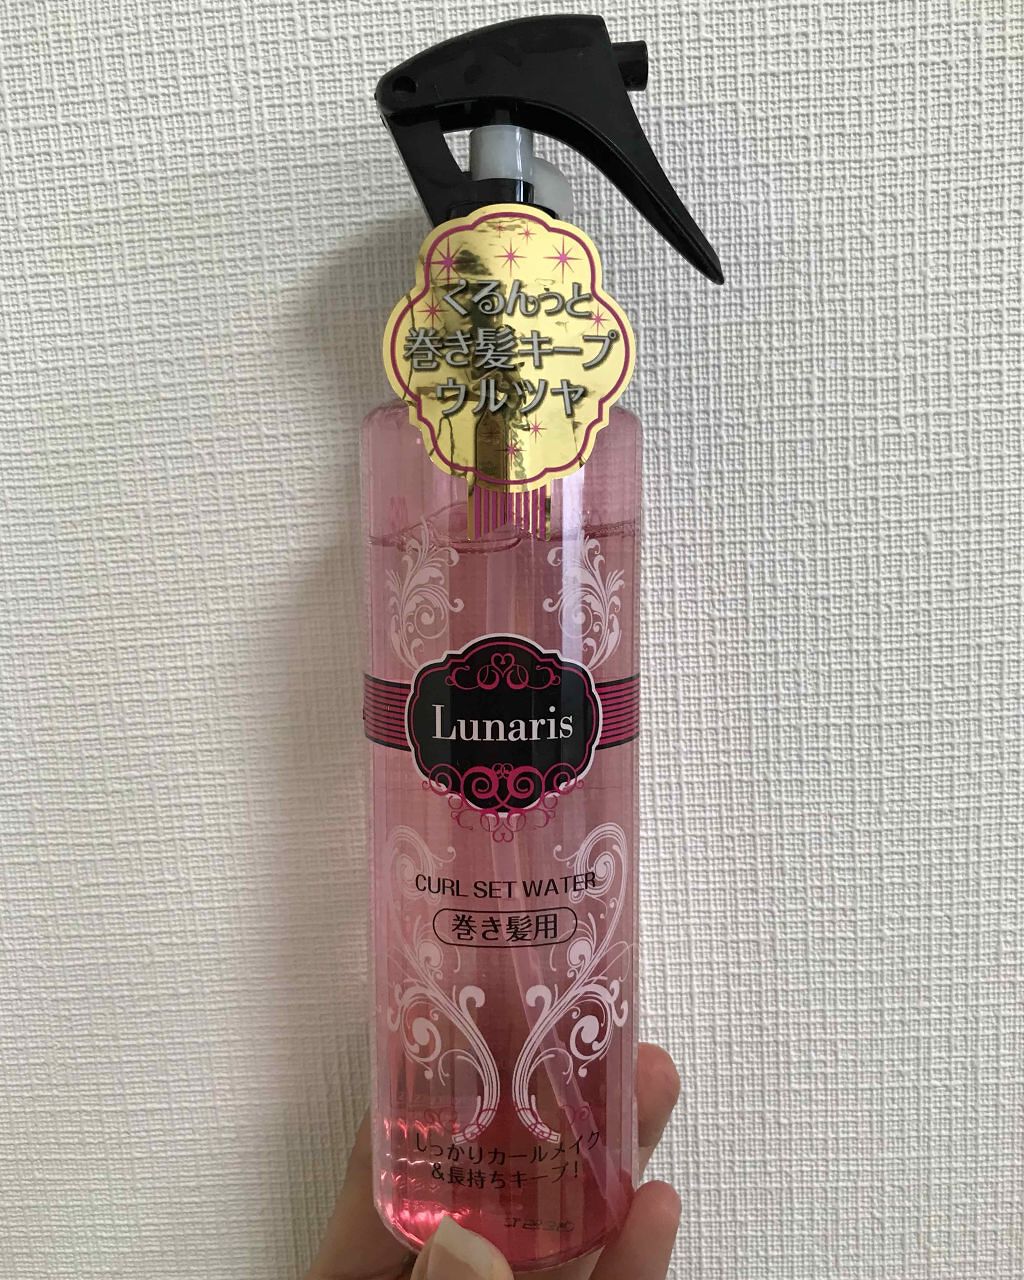 くるんっと
巻き髪キープ
ウルツヤ
Lunaris
CURL SET WATER
巻き髪用
しっかりカールメイク
&長持ちキープ!